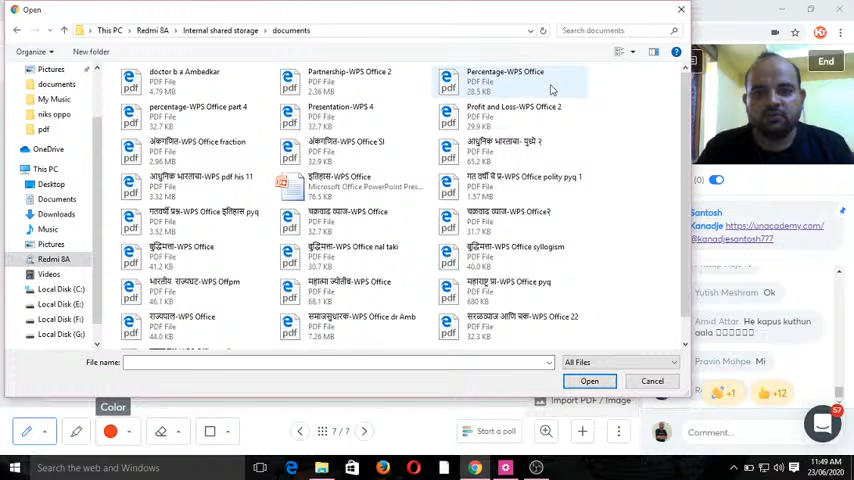 Open
This PC > Redmi 8A > Internal shared storage > documents
Search documents
Organize
New folder
Pictures
documents
My Music
niks oppo
pdf
OneDrive
This PC
Desktop
Documents
Downloads
Music
Pictures
Redmi 8A
Videos
Local Disk (C:)
Local Disk (E:)
Local Disk (F:)
Local Disk (G:)
doctor b a Ambedkar
PDF File
4.79 MB
Partnership-WPS Office 2
PDF File
2.36 MB
Percentage-WPS Office
PDF File
28.5 KB
percentage-WPS Office part 4
PDF File
32.7 KB
Presentation-WPS 4
PDF File
32.7 KB
Profit and Loss-WPS Office 2
PDF File
29.9 KB
अंकगणित-WPS Office fraction
PDF File
2.96 MB
अंकगणित-WPS Office SI
PDF File
32.9 KB
आधुनिक भारताचा- पुध्ये २
PDF File
65.2 KB
आधुनिक भारताचा-WPS pdf his 11
PDF File
3.32 MB
इतिहास-WPS Office
Microsoft Office PowerPoint Pres...
76.5 KB
गत वर्षी चे प्र-WPS Office polity pyq 1
PDF File
1.57 MB
गतवर्षी प्रश्न-WPS Office इतिहास pyq
PDF File
3.52 MB
चक्रवाढ व्याज-WPS Office
PDF File
32.7 KB
चक्रवाढ व्याज-WPS Office२
PDF File
31.7 KB
बुद्धिमत्ता-WPS Office
PDF File
41.2 KB
बुद्धिमत्ता-WPS Office nal taki
PDF File
30.7 KB
बुद्धिमत्ता-WPS Office syllogism
PDF File
40.0 KB
भारतीय राज्यघट-WPS Offpm
PDF File
46.1 KB
महात्मा ज्योतीब-WPS Office
PDF File
68.1 KB
महाराष्ट्र प्रा-WPS Office pyq
PDF File
680 KB
राज्यपाल-WPS Office
PDF File
44.0 KB
समाजसुधारक-WPS Office dr Amb
PDF File
7.26 MB
सरळव्याज आणि चक-WPS Office 22
PDF File
32.3 KB
File name:
All Files
Open
Cancel
Color
Import PDF / Image
7 / 7
Start a poll
End
(0)
Santosh https://unacademy.com/
@kanadjesantosh777
Yutish Meshram Ok
Amid Attar. He kapus kuthun
aala
Pravin Mahpe Mi
+1
+12
57
Comment...
Search the web and Windows
11:49 AM
23/06/2020